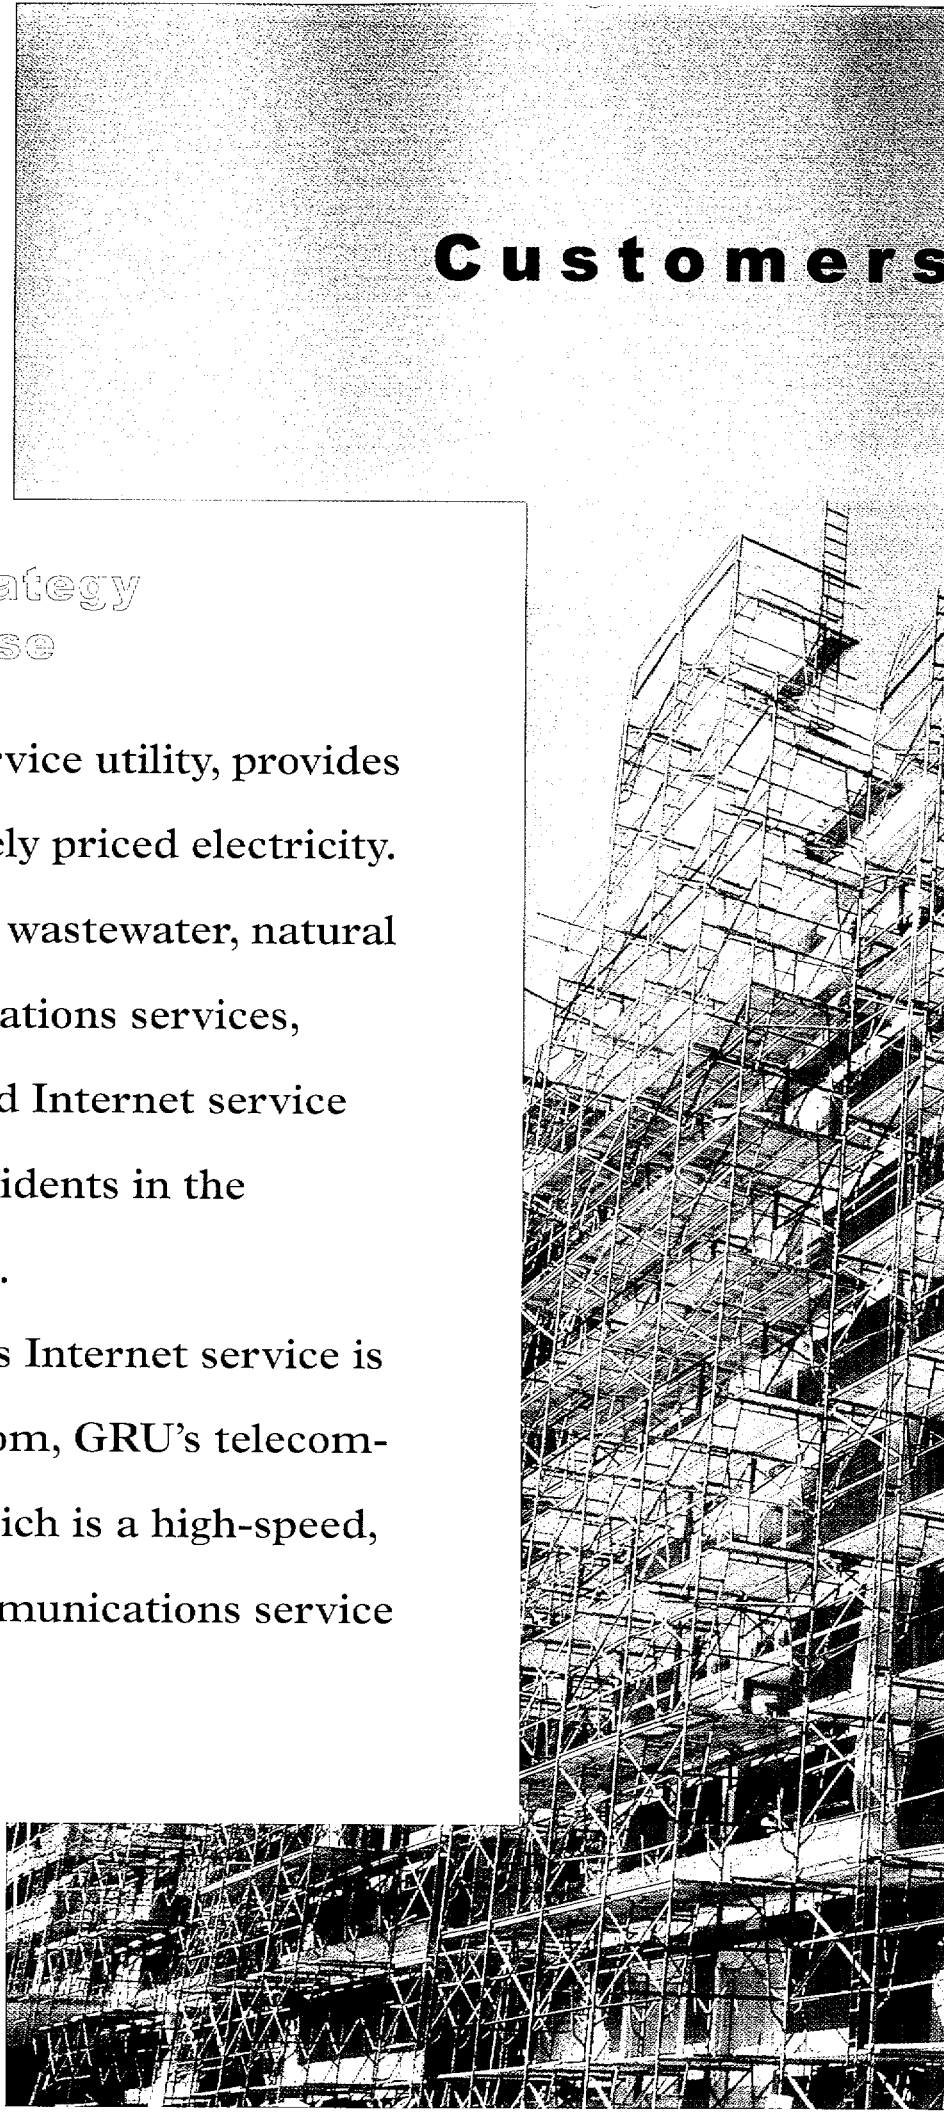 Customers
ategy
se
rvice utility, provides
ely priced electricity.
wastewater, natural
ations services,
d Internet service
idents in the
.
s Internet service is
om, GRU's telecom-
ich is a high-speed,
munications service